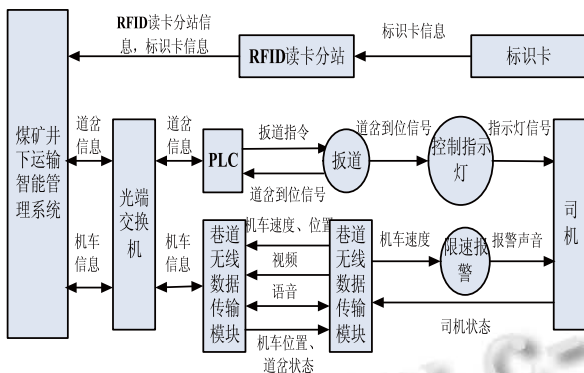 RFID读卡分站信
息，标识卡信息
RFID读卡分站
标识卡信息
标识卡
煤矿井
下运输
智能管
理系统
道岔
信息
道岔
信息
光端
交换
机
PLC
扳道指令
道岔到位信号
扳道
道岔到位信号
控制指示
灯
指示灯信号
司机
机车
信息
机车
信息
巷道
无线
数据
传输
模块
机车速度、位置
视频
语音
机车位置、
道岔状态
巷道
无线
数据
传输
模块
机车速度
限速报
警
报警声音
司机状态